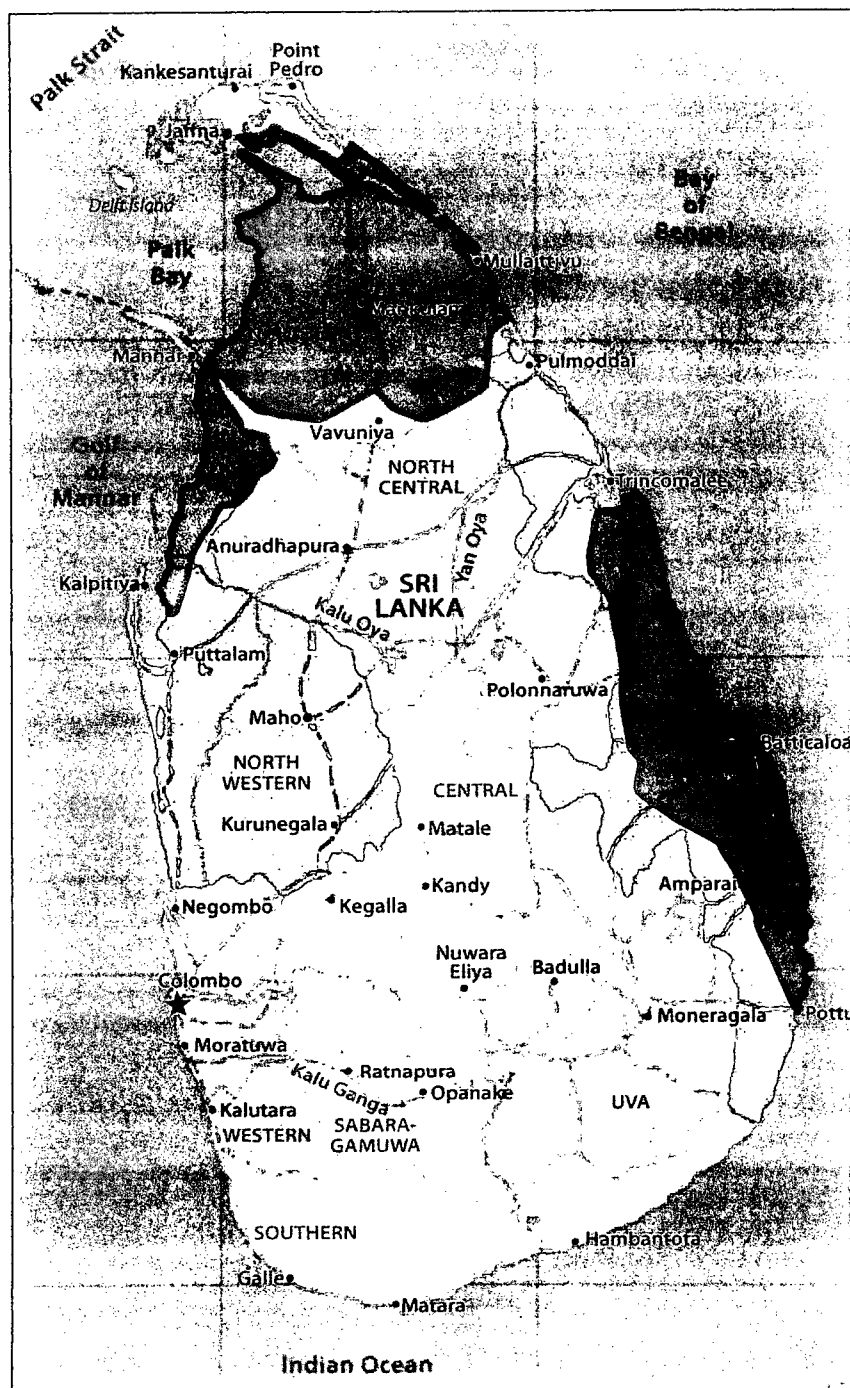 Palk Strait
Point
Pedro
Kankesanturai
Jaffna
Delft Island
Bay
of
Bengal
Palk
Bay
Mullaittivu
Mannar
Pulmoddai
Vavuniya
Gulf
of
Mannar
NORTH
CENTRAL
Trincomalee
Anuradhapura
Yan Oya
Kalpitiya
SRI
LANKA
Kalu Oya
Puttalam
Polonnaruwa
Maho
Batticaloa
NORTH
WESTERN
CENTRAL
Kurunegala
Matale
Kandy
Amparai
Negombo
Kegalla
Nuwara
Eliya
Badulla
Colombo
Moneragala
Pottu
Moratuwa
Ratnapura
Kalu Ganga
Opanake
Kalutara
UVA
WESTERN
SABARA-
GAMUWA
SOUTHERN
Hambantota
Galle
Matara
Indian Ocean